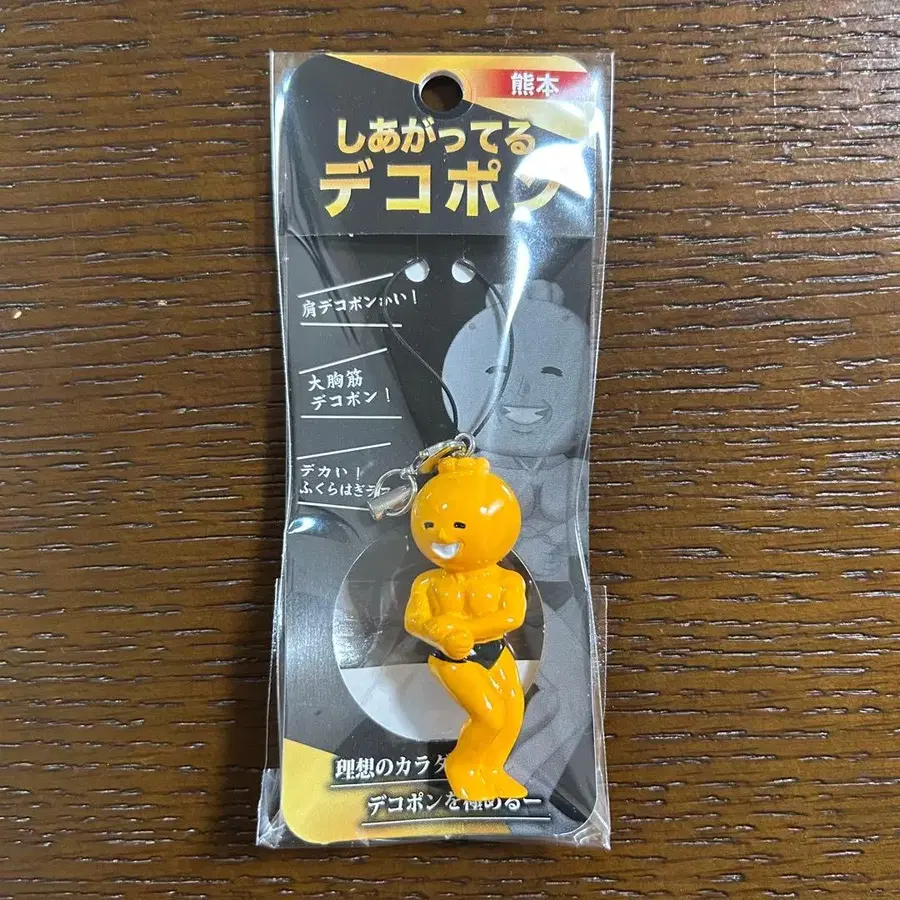 熊本
しあがってる
デコポン
肩デコポンかい!
大胸筋
デコポン!
デカい!
ふくらはぎデコ
理想のカラダ
デコポンを極めるー